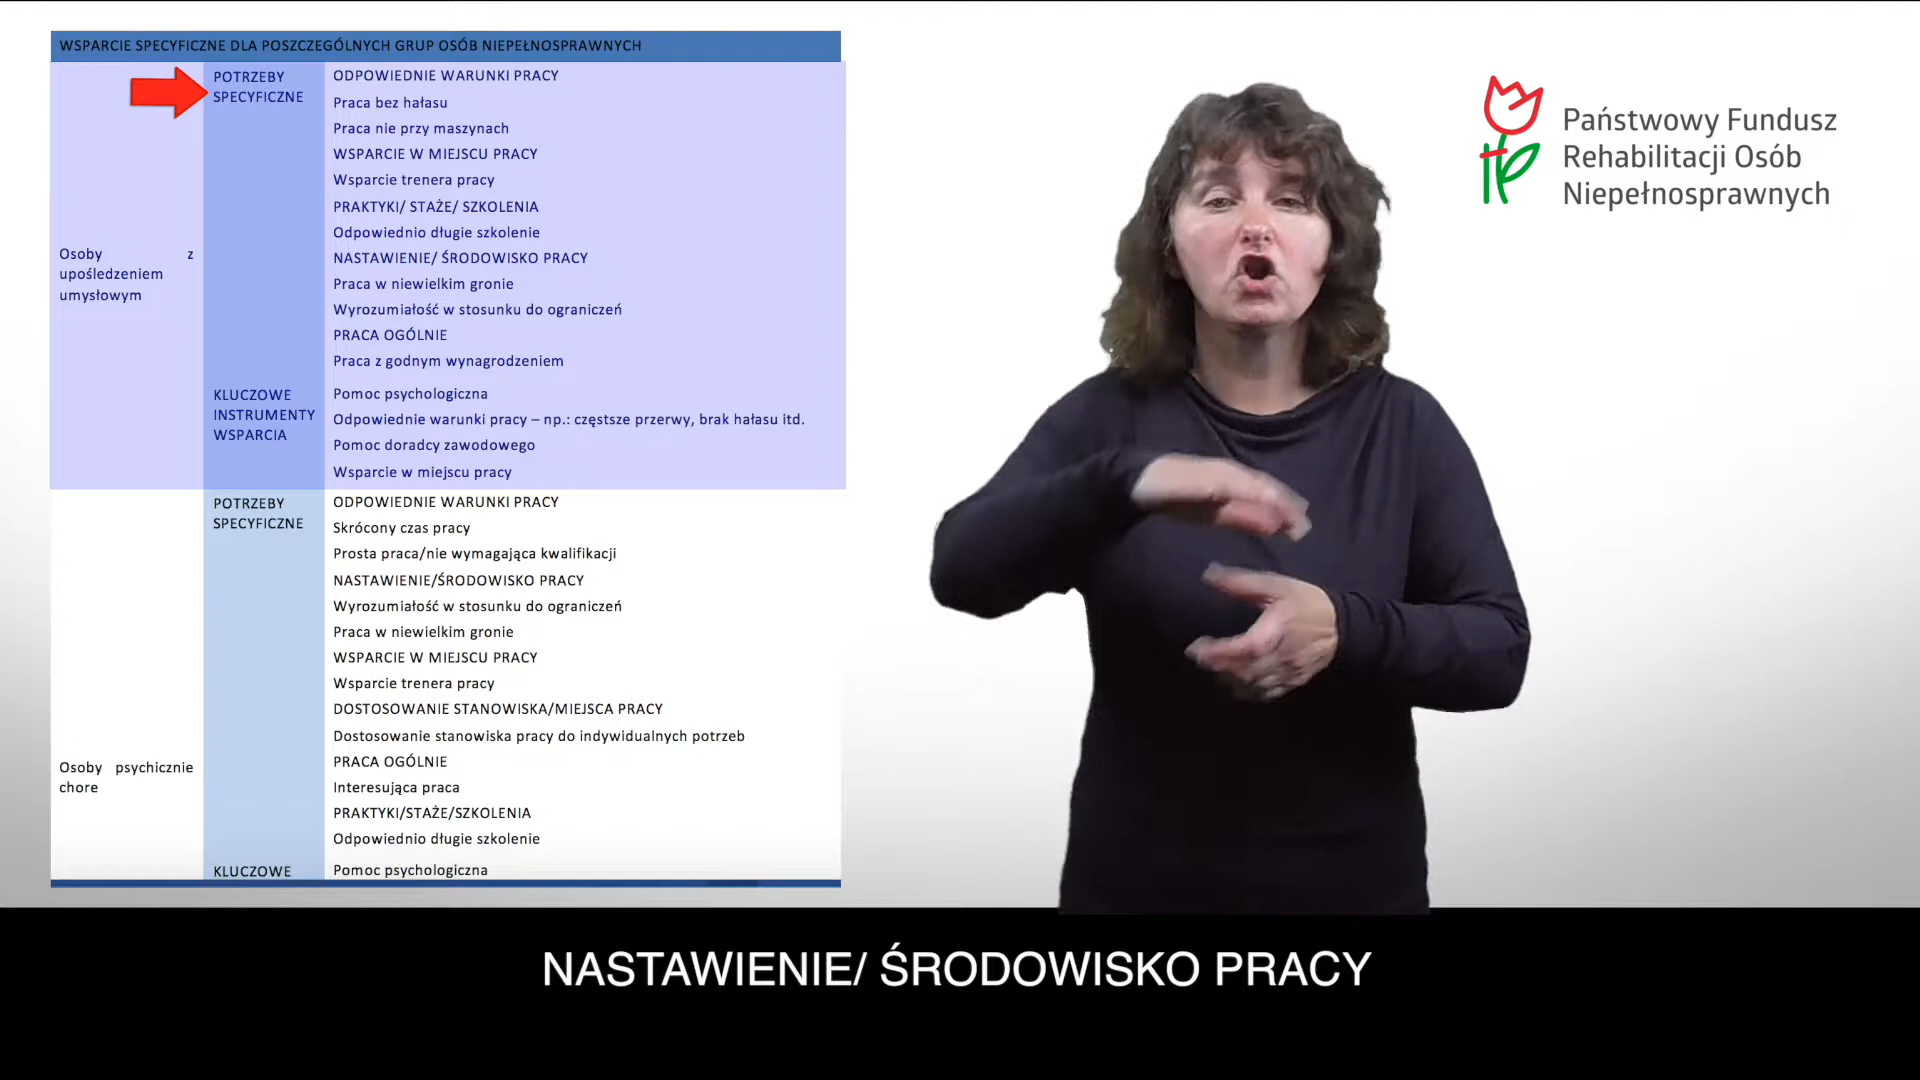 WSPARCIE SPECYFICZNE DLA POSZCZEGÓLNYCH GRUP OSÓB NIEPEŁNOSPRAWNYCH
Osoby z
upośledzeniem
umysłowym
POTRZEBY
SPECYFICZNE
ODPOWIEDNIE WARUNKI PRACY
Praca bez hałasu
Praca nie przy maszynach
WSPARCIE W MIEJSCU PRACY
Wsparcie trenera pracy
PRAKTYKI/ STAŻE/ SZKOLENIA
Odpowiednio długie szkolenie
NASTAWIENIE/ ŚRODOWISKO PRACY
Praca w niewielkim gronie
Wyrozumiałość w stosunku do ograniczeń
PRACA OGÓLNIE
Praca z godnym wynagrodzeniem
KLUCZOWE
INSTRUMENTY
WSPARCIA
Pomoc psychologiczna
Odpowiednie warunki pracy – np.: częstsze przerwy, brak hałasu itd.
Pomoc doradcy zawodowego
Wsparcie w miejscu pracy
Osoby psychicznie
chore
POTRZEBY
SPECYFICZNE
ODPOWIEDNIE WARUNKI PRACY
Skrócony czas pracy
Prosta praca/nie wymagająca kwalifikacji
NASTAWIENIE/ŚRODOWISKO PRACY
Wyrozumiałość w stosunku do ograniczeń
Praca w niewielkim gronie
WSPARCIE W MIEJSCU PRACY
Wsparcie trenera pracy
DOSTOSOWANIE STANOWISKA/MIEJSCA PRACY
Dostosowanie stanowiska pracy do indywidualnych potrzeb
PRACA OGÓLNIE
Interesująca praca
PRAKTYKI/STAŻE/SZKOLENIA
Odpowiednio długie szkolenie
KLUCZOWE
Pomoc psychologiczna
Państwowy Fundusz
Rehabilitacji Osób
Niepełnosprawnych
NASTAWIENIE/ ŚRODOWISKO PRACY